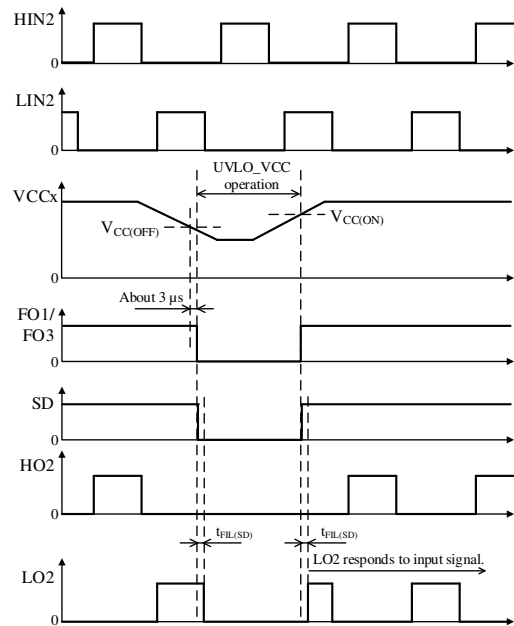 HIN2
0
LIN2
0
UVLO_VCC
operation
VCCx
VCC(OFF)
VCC(ON)
0
About 3 µs
FO1/
FO3
0
SD
0
HO2
0
tFIL(SD)
tFIL(SD)
LO2 responds to input signal.
LO2
0